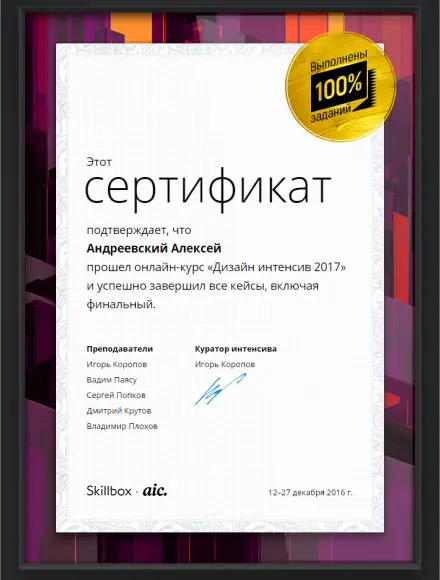 Выполнены
100%
заданий
Этот
сертификат
подтверждает, что
Андреевский Алексей
прошел онлайн-курс «Дизайн интенсив 2017»
и успешно завершил все кейсы, включая
финальный.
Преподаватели
Игорь Коропов
Вадим Паясу
Сергей Попков
Дмитрий Крутов
Владимир Плохов
Куратор интенсива
Игорь Коропов
Skillbox · aic.
12–27 декабря 2016 г.